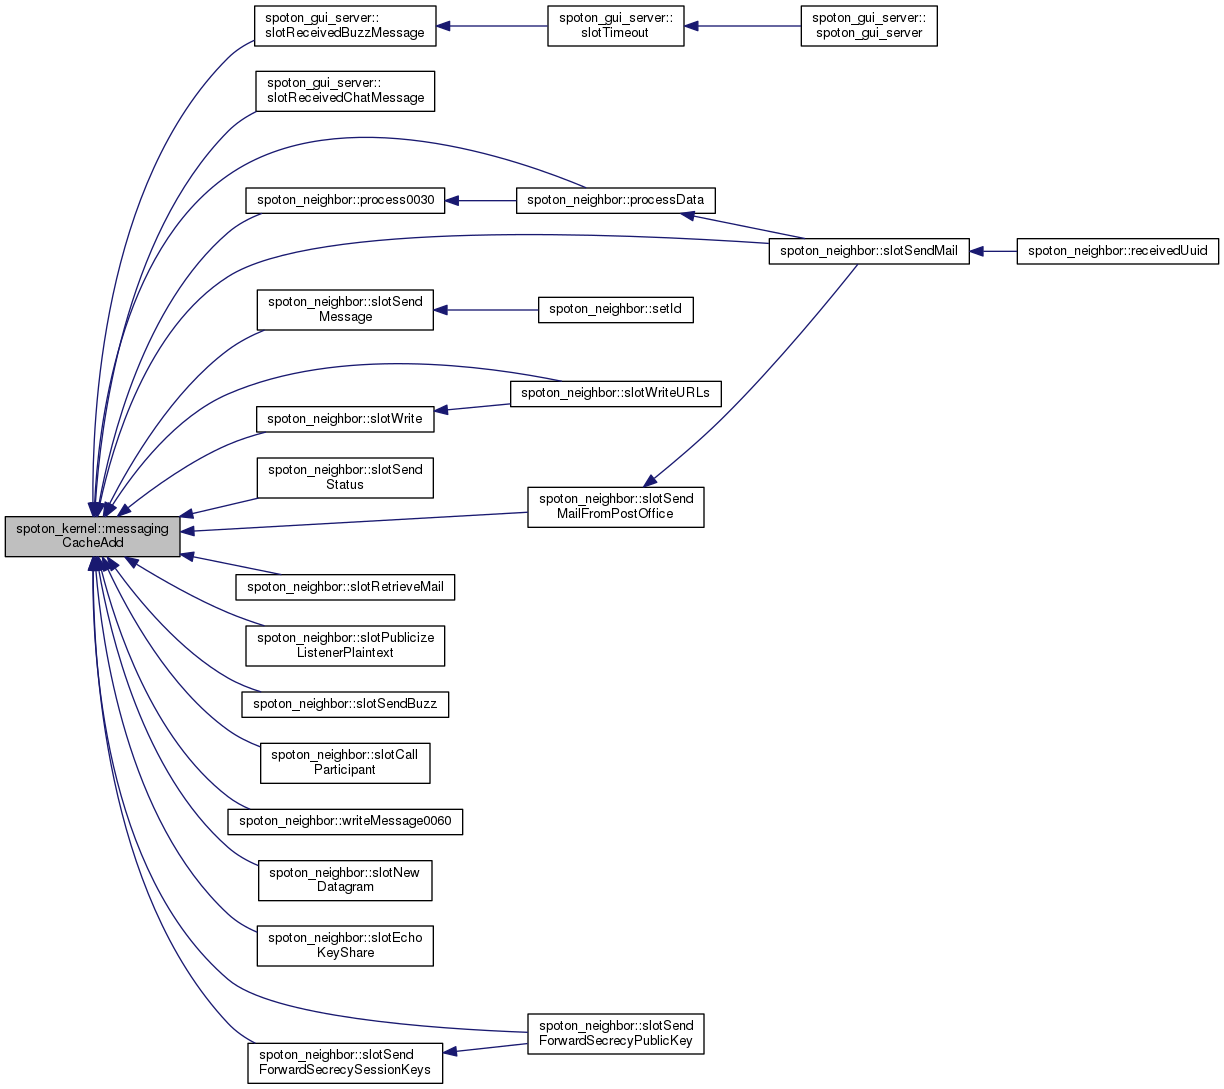 spoton_gui_server::
slotReceivedBuzzMessage
spoton_gui_server::
slotTimeout
spoton_gui_server::
spoton_gui_server
spoton_gui_server::
slotReceivedChatMessage
spoton_neighbor::process0030
spoton_neighbor::processData
spoton_neighbor::slotSendMail
spoton_neighbor::receivedUuid
spoton_neighbor::slotSend
Message
spoton_neighbor::setId
spoton_neighbor::slotWriteURLs
spoton_neighbor::slotWrite
spoton_neighbor::slotSend
Status
spoton_neighbor::slotSend
MailFromPostOffice
spoton_kernel::messaging
CacheAdd
spoton_neighbor::slotRetrieveMail
spoton_neighbor::slotPublicize
ListenerPlaintext
spoton_neighbor::slotSendBuzz
spoton_neighbor::slotCall
Participant
spoton_neighbor::writeMessage0060
spoton_neighbor::slotNew
Datagram
spoton_neighbor::slotEcho
KeyShare
spoton_neighbor::slotSend
ForwardSecrecyPublicKey
spoton_neighbor::slotSend
ForwardSecrecySessionKeys